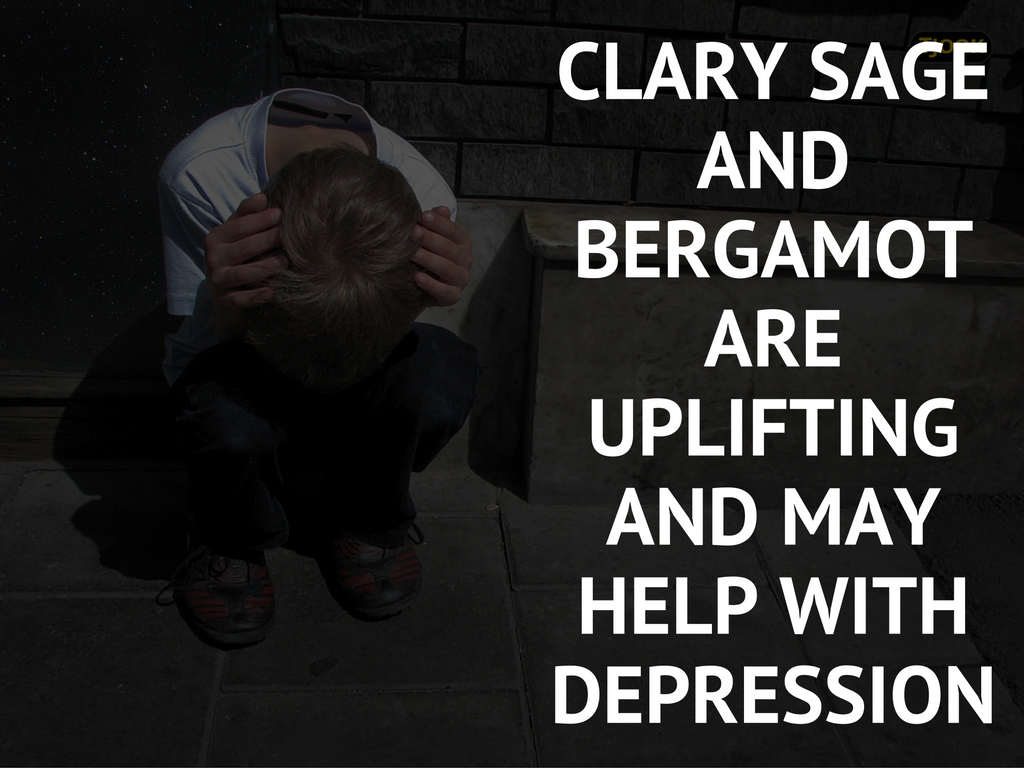 CLARY SAGE
AND
BERGAMOT
ARE
UPLIFTING
AND MAY
HELP WITH
DEPRESSION